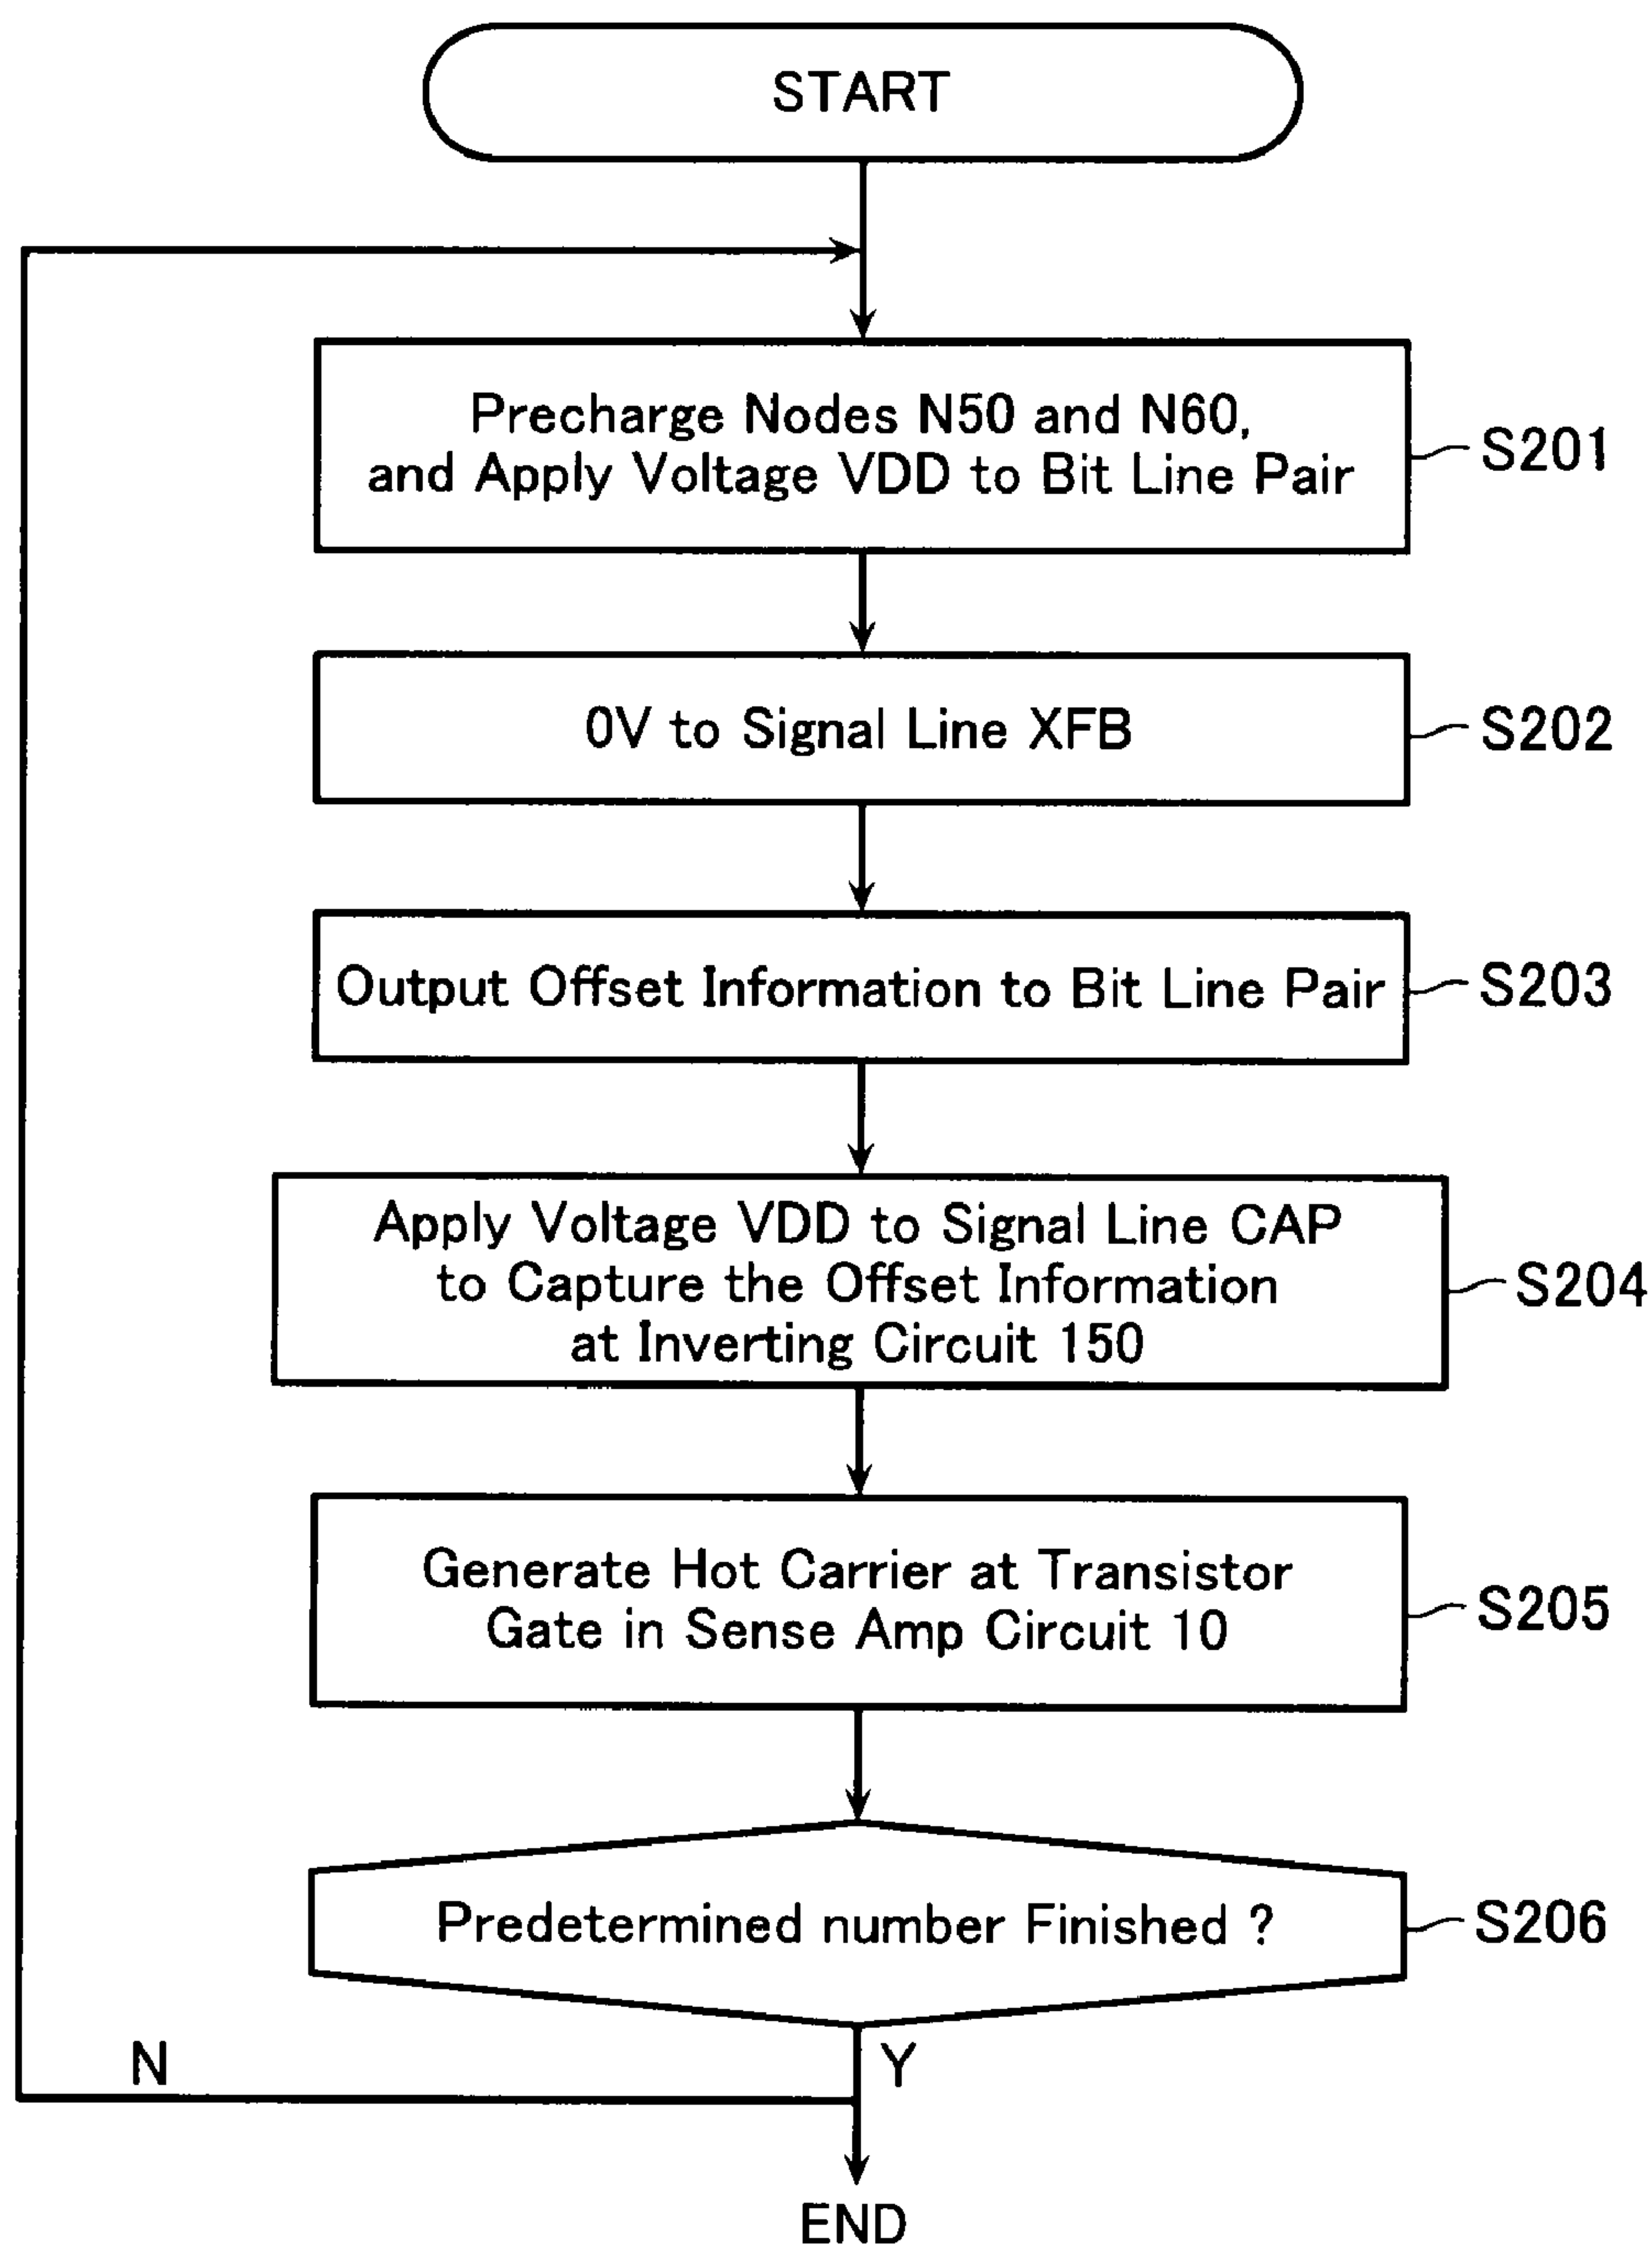 START
Precharge Nodes N50 and N60,
and Apply Voltage VDD to Bit Line Pair
S201
0V to Signal Line XFB
S202
Output Offset Information to Bit Line Pair
S203
Apply Voltage VDD to Signal Line CAP
to Capture the Offset Information
at Inverting Circuit 150
S204
Generate Hot Carrier at Transistor
Gate in Sense Amp Circuit 10
S205
Predetermined number Finished ?
S206
N
Y
END